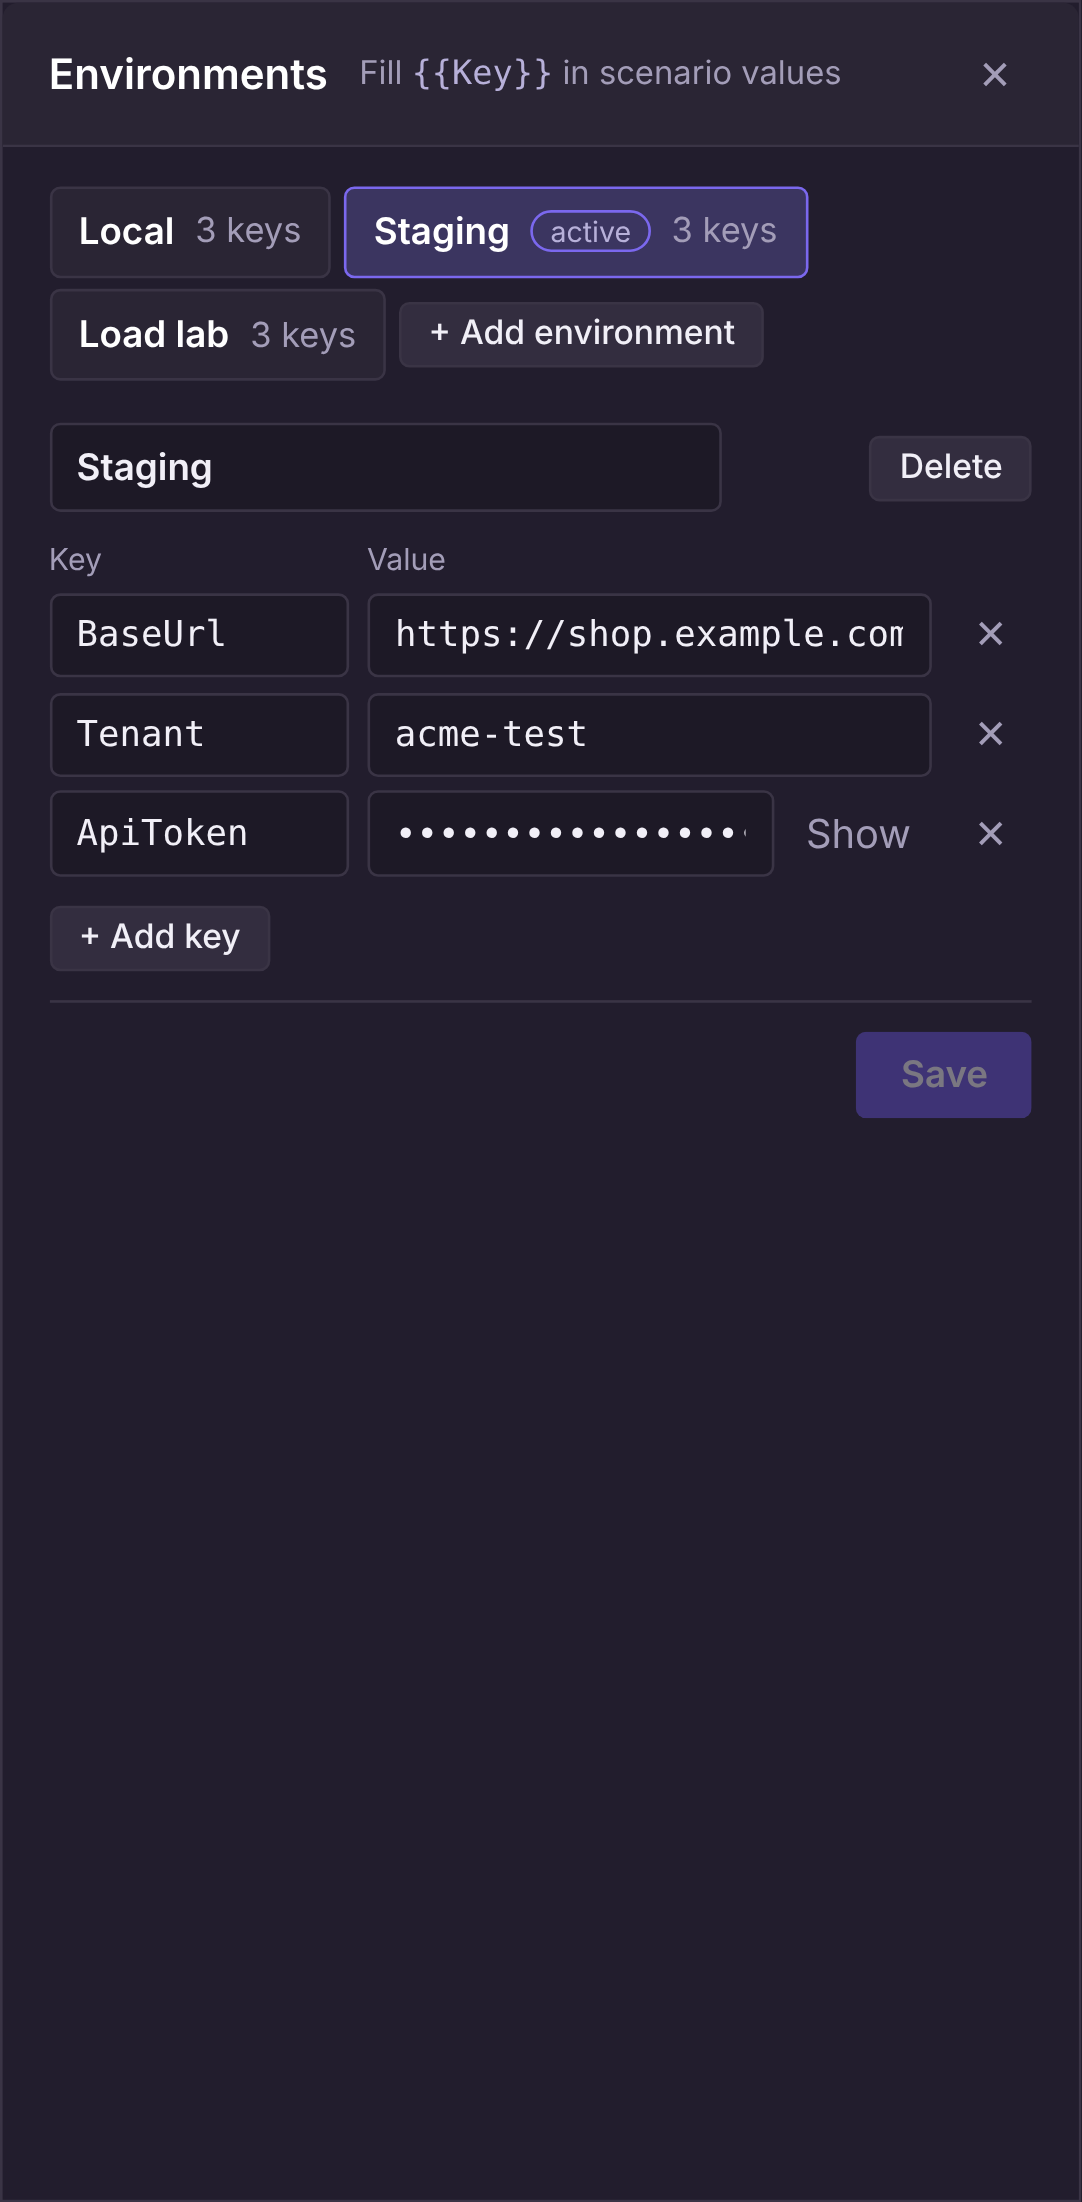 Environments Fill {{Key}} in scenario values ✕
Local 3 keys Staging active 3 keys
Load lab 3 keys + Add environment
Staging Delete
Key Value
BaseUrl https://shop.example.com ✕
Tenant acme-test ✕
ApiToken •••••••••••••••• Show ✕
+ Add key
Save